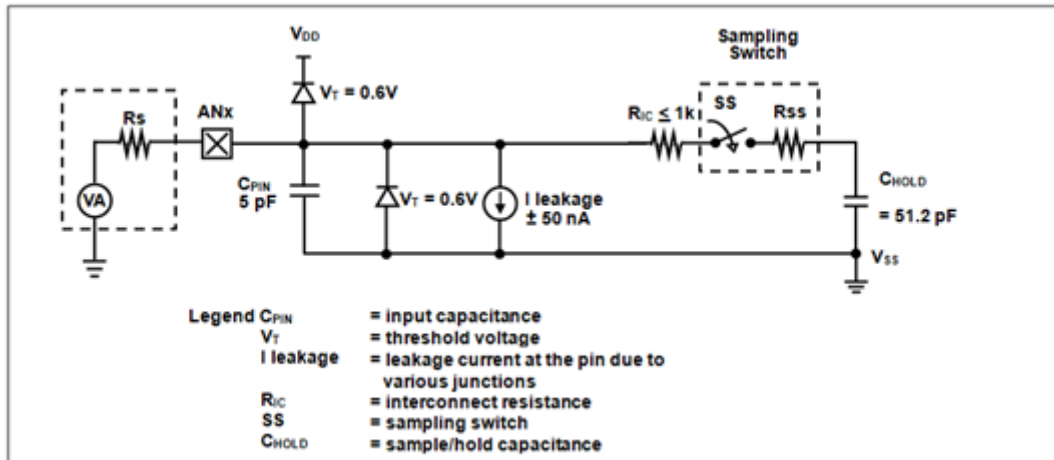 Sampling
Switch
VDD
VT = 0.6V
Rs
ANx
RIC ≤ 1k
SS
Rss
VA
CPIN
5 pF
VT = 0.6V
I leakage
± 50 nA
CHOLD
= 51.2 pF
VSS
Legend CPIN = input capacitance
VT = threshold voltage
I leakage = leakage current at the pin due to
various junctions
RIC = interconnect resistance
SS = sampling switch
CHOLD = sample/hold capacitance